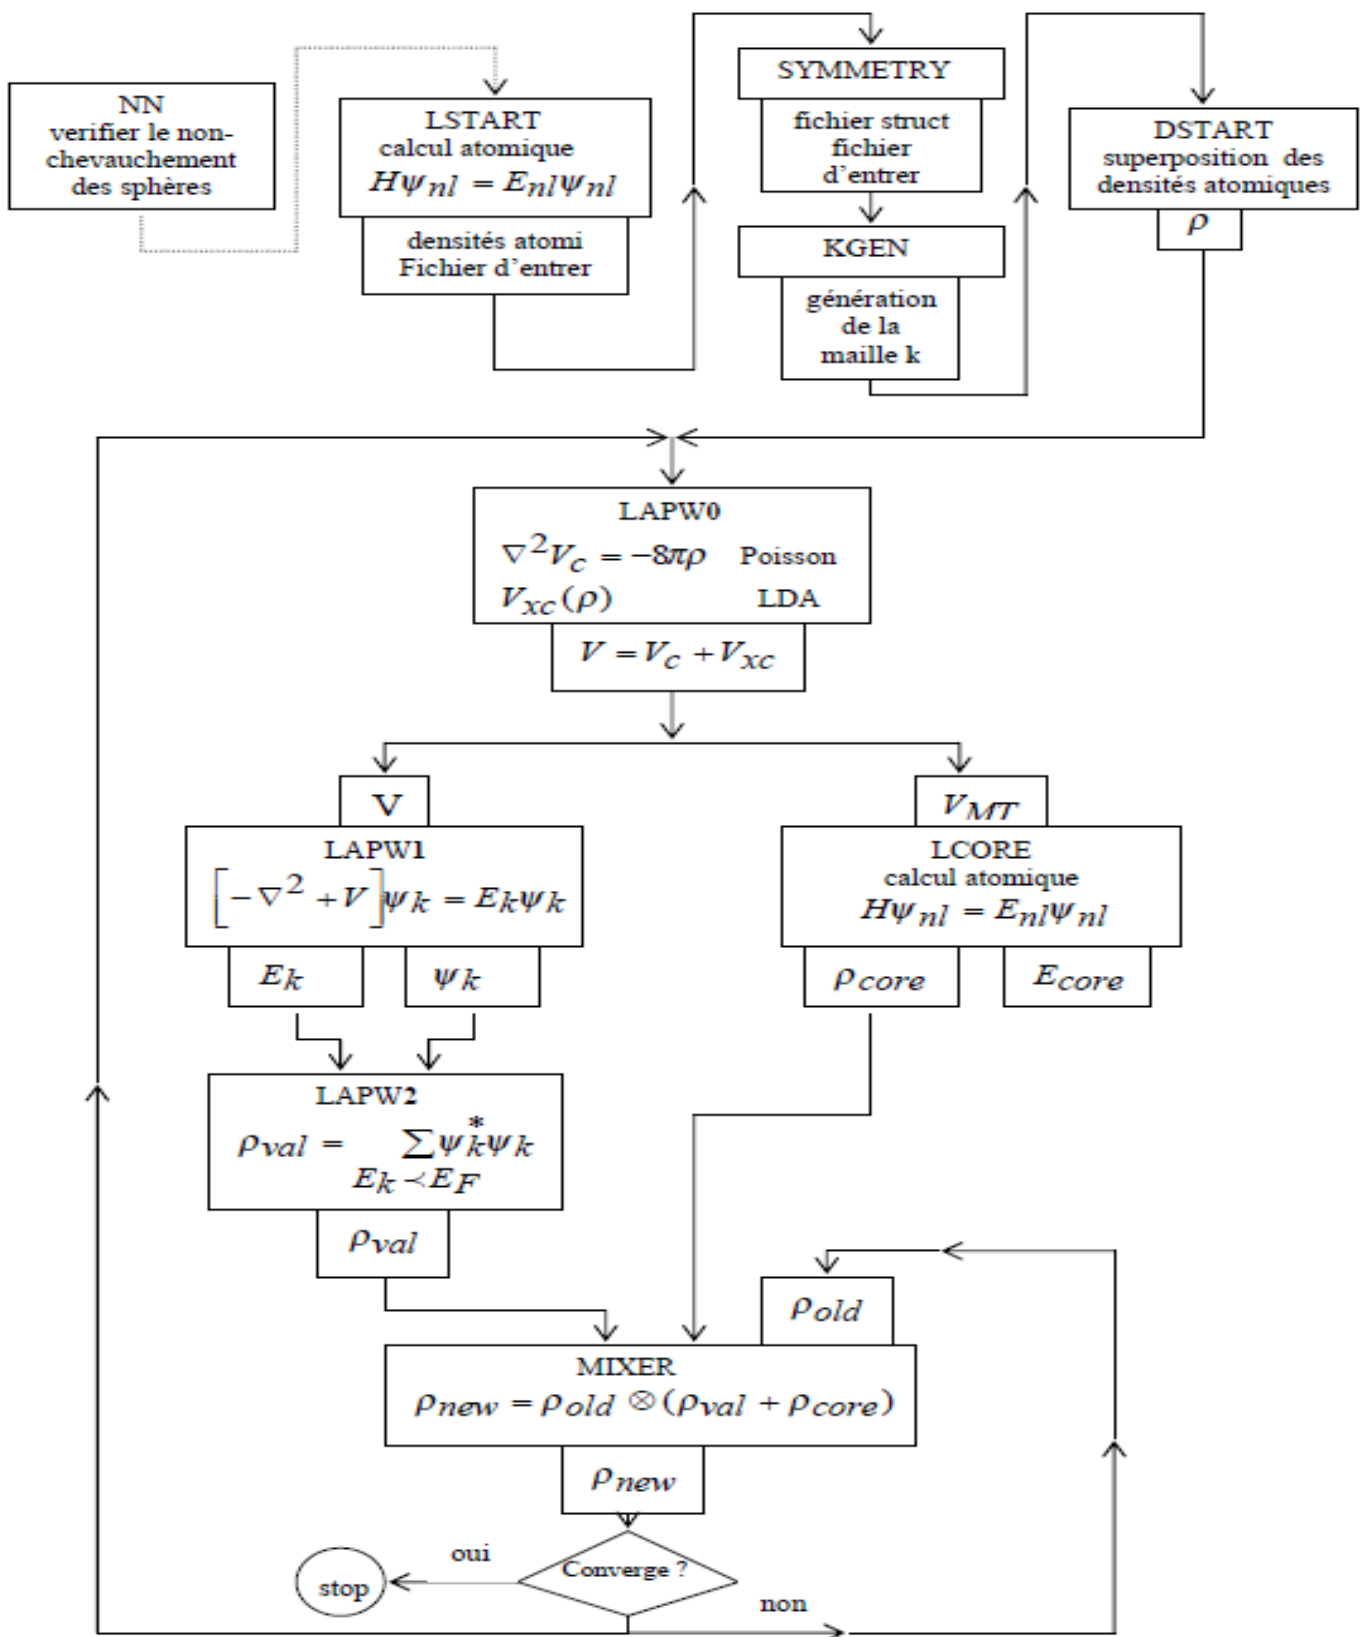 NN
verifier le non-
chevauchement
des sphères
LSTART
calcul atomique
Hψnl = Enlψnl
densités atomi
Fichier d'entrer
SYMMETRY
fichier struct
fichier
d'entrer
KGEN
génération
de la
maille k
DSTART
superposition des
densités atomiques
ρ
LAPW0
∇²Vc = −8πρ Poisson
Vxc(ρ) LDA
V = Vc + Vxc
V
LAPW1
[−∇² + V]ψk = Ekψk
Ek ψk
VMT
LCORE
calcul atomique
Hψnl = Enlψnl
ρcore Ecore
LAPW2
ρval = ∑ψk*ψk
Ek ≺ EF
ρval
ρold
MIXER
ρnew = ρold ⊗ (ρval + ρcore)
ρnew
Converge ?
oui
stop
non